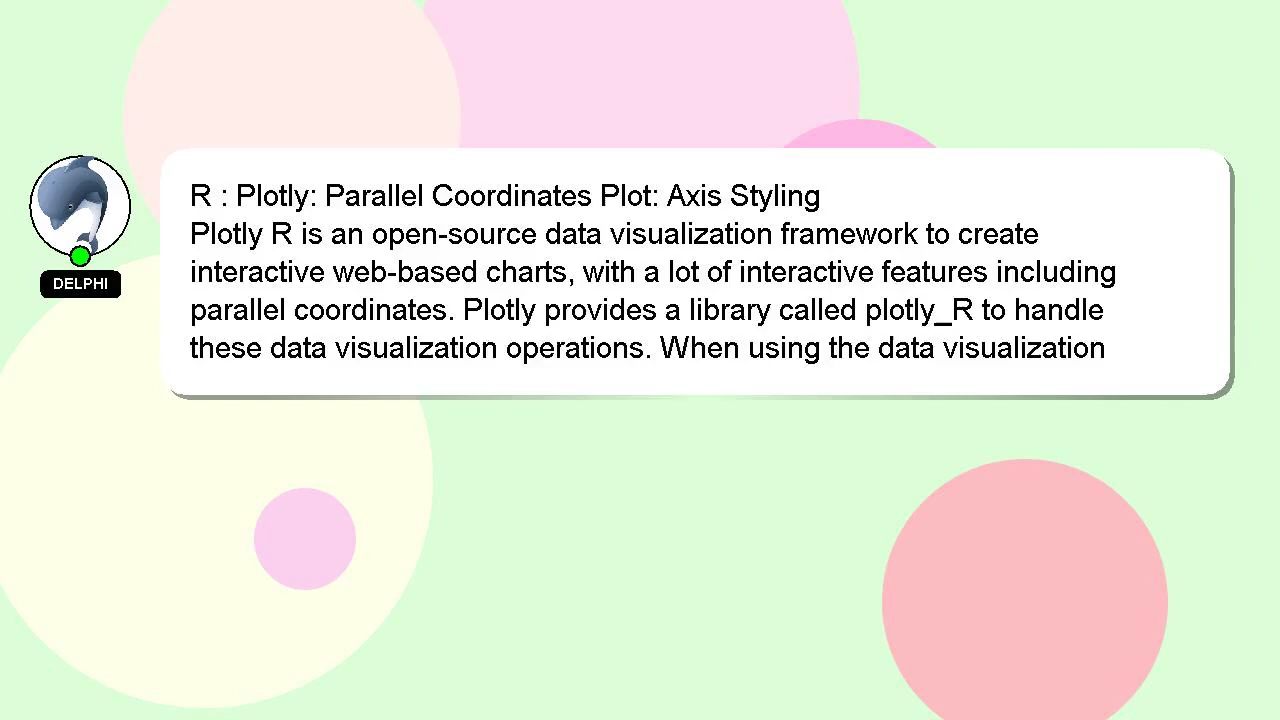 R : Plotly: Parallel Coordinates Plot: Axis Styling
Plotly R is an open-source data visualization framework to create
interactive web-based charts, with a lot of interactive features including
parallel coordinates. Plotly provides a library called plotly_R to handle
these data visualization operations. When using the data visualization
DELPHI